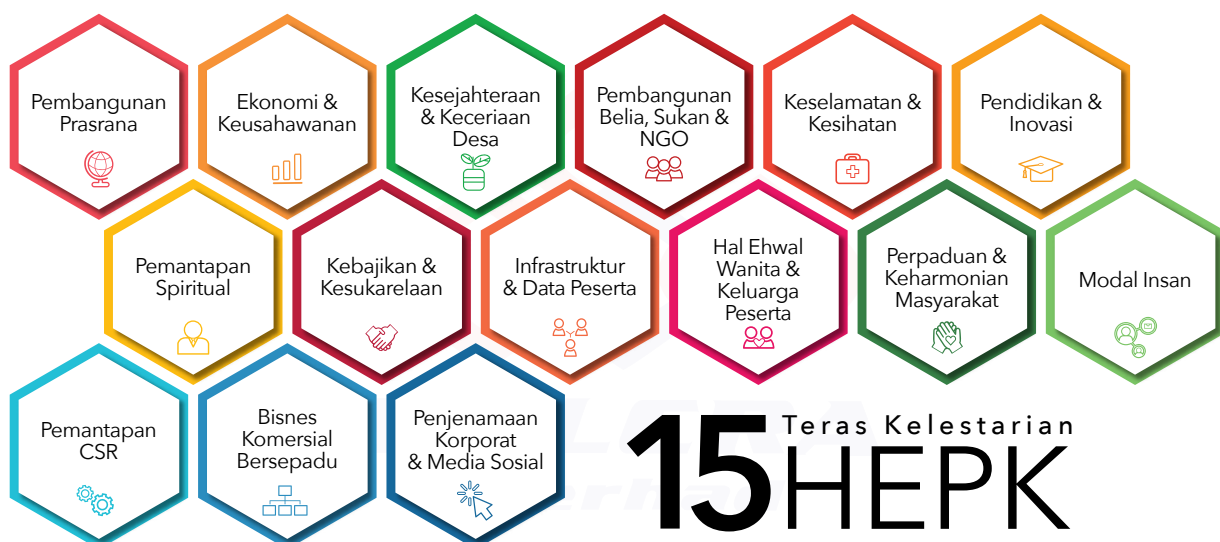 Pembangunan
Prasrana
Ekonomi &
Keusahawanan
Kesejahteraan
& Keceriaan
Desa
Pembangunan
Belia, Sukan &
NGO
Keselamatan &
Kesihatan
Pendidikan &
Inovasi
Pemantapan
Spiritual
Kebajikan &
Kesukarelaan
Infrastruktur
& Data Peserta
Hal Ehwal
Wanita &
Keluarga
Peserta
Perpaduan &
Keharmonian
Masyarakat
Modal Insan
Pemantapan
CSR
Bisnes
Komersial
Bersepadu
Penjenamaan
Korporat
& Media Sosial
15 Teras Kelestarian
HEPK